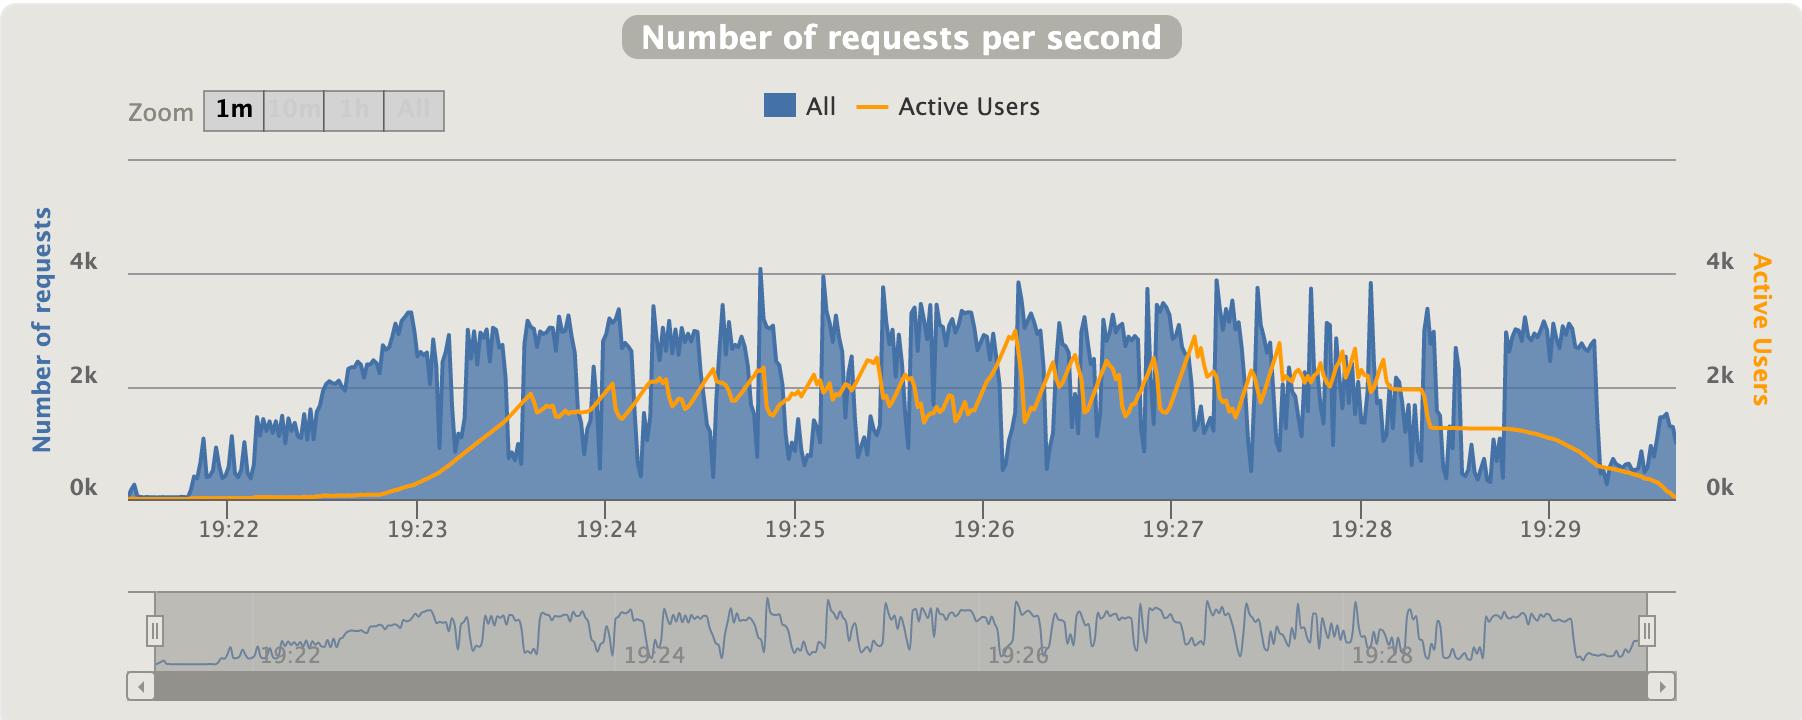 Number of requests per second
Zoom 1m 10m 1h All
All Active Users
Number of requests
4k
2k
0k
4k
2k
0k
Active Users
19:22 19:23 19:24 19:25 19:26 19:27 19:28 19:29
19:22 19:24 19:26 19:28